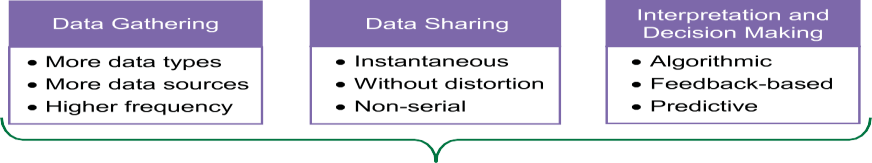 Data Gathering
• More data types
• More data sources
• Higher frequency
Data Sharing
• Instantaneous
• Without distortion
• Non-serial
Interpretation and
Decision Making
• Algorithmic
• Feedback-based
• Predictive